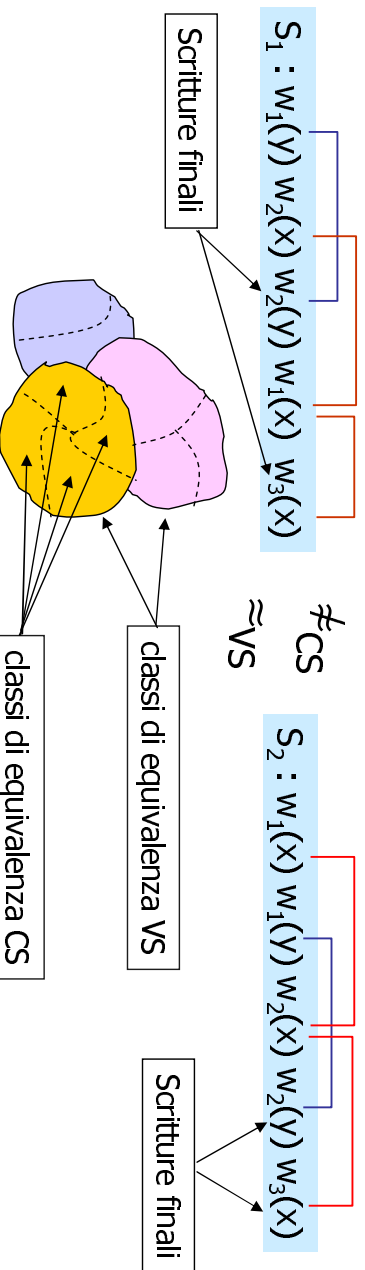 S₁ : w₁(y) w₂(x) w₂(y) w₁(x) w₃(x)
≉CS
≈VS
S₂ : w₁(x) w₁(y) w₂(x) w₂(y) w₃(x)
Scritture finali
Scritture finali
classi di equivalenza VS
classi di equivalenza CS